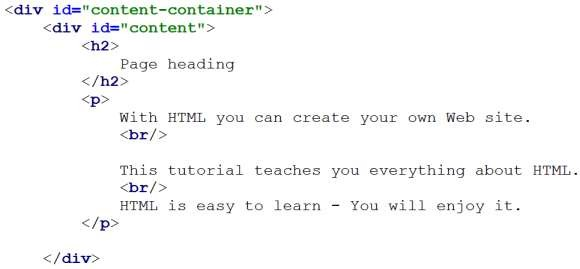 <div id="content-container">
<div id="content">
<h2>
Page heading
</h2>
<p>
With HTML you can create your own Web site.
<br/>
This tutorial teaches you everything about HTML.
<br/>
HTML is easy to learn - You will enjoy it.
</p>
</div>